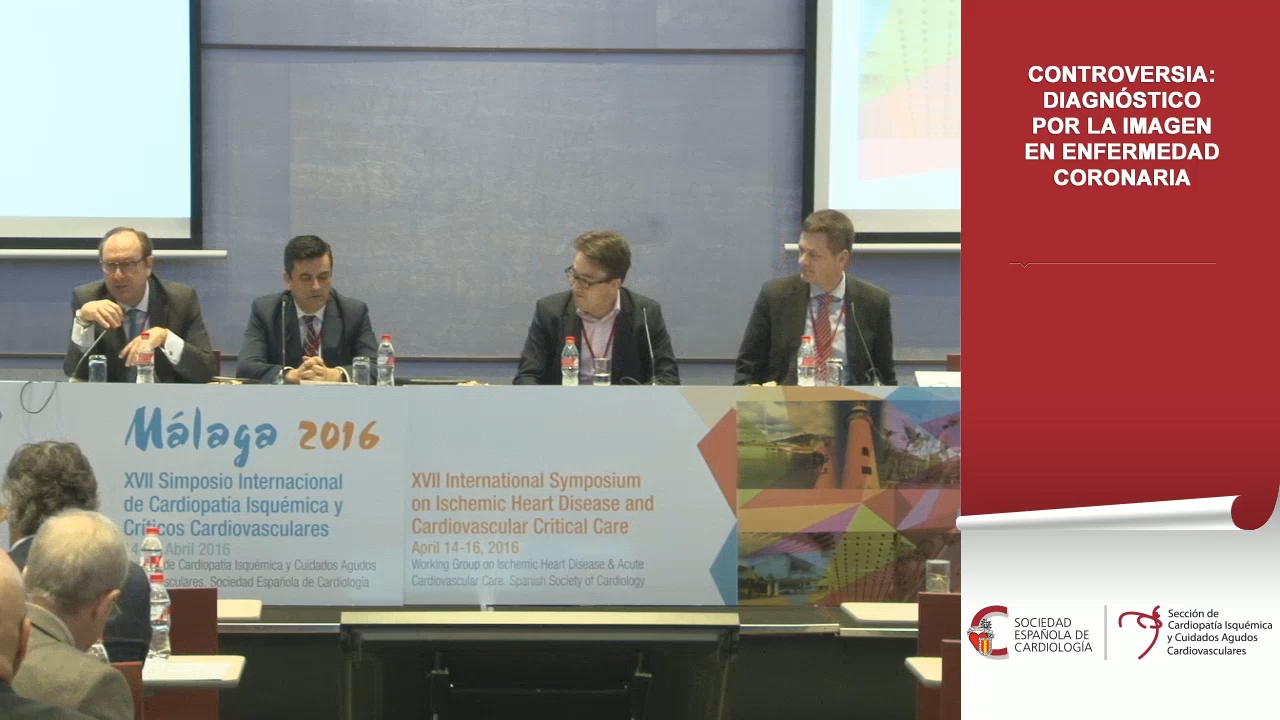 CONTROVERSIA:
DIAGNÓSTICO
POR LA IMAGEN
EN ENFERMEDAD
CORONARIA
Málaga 2016
XVII Simposio Internacional
de Cardiopatía Isquémica y
Críticos Cardiovasculares
Abril 2016
de Cardiopatía Isquémica y Cuidados Agudos
Sociedad Española de Cardiología
XVII International Symposium
on Ischemic Heart Disease and
Cardiovascular Critical Care
April 14-16, 2016
Working Group on Ischemic Heart Disease & Acute
Cardiovascular Care. Spanish Society of Cardiology
SOCIEDAD
ESPAÑOLA DE
CARDIOLOGÍA
Sección de
Cardiopatía Isquémica
y Cuidados Agudos
Cardiovasculares